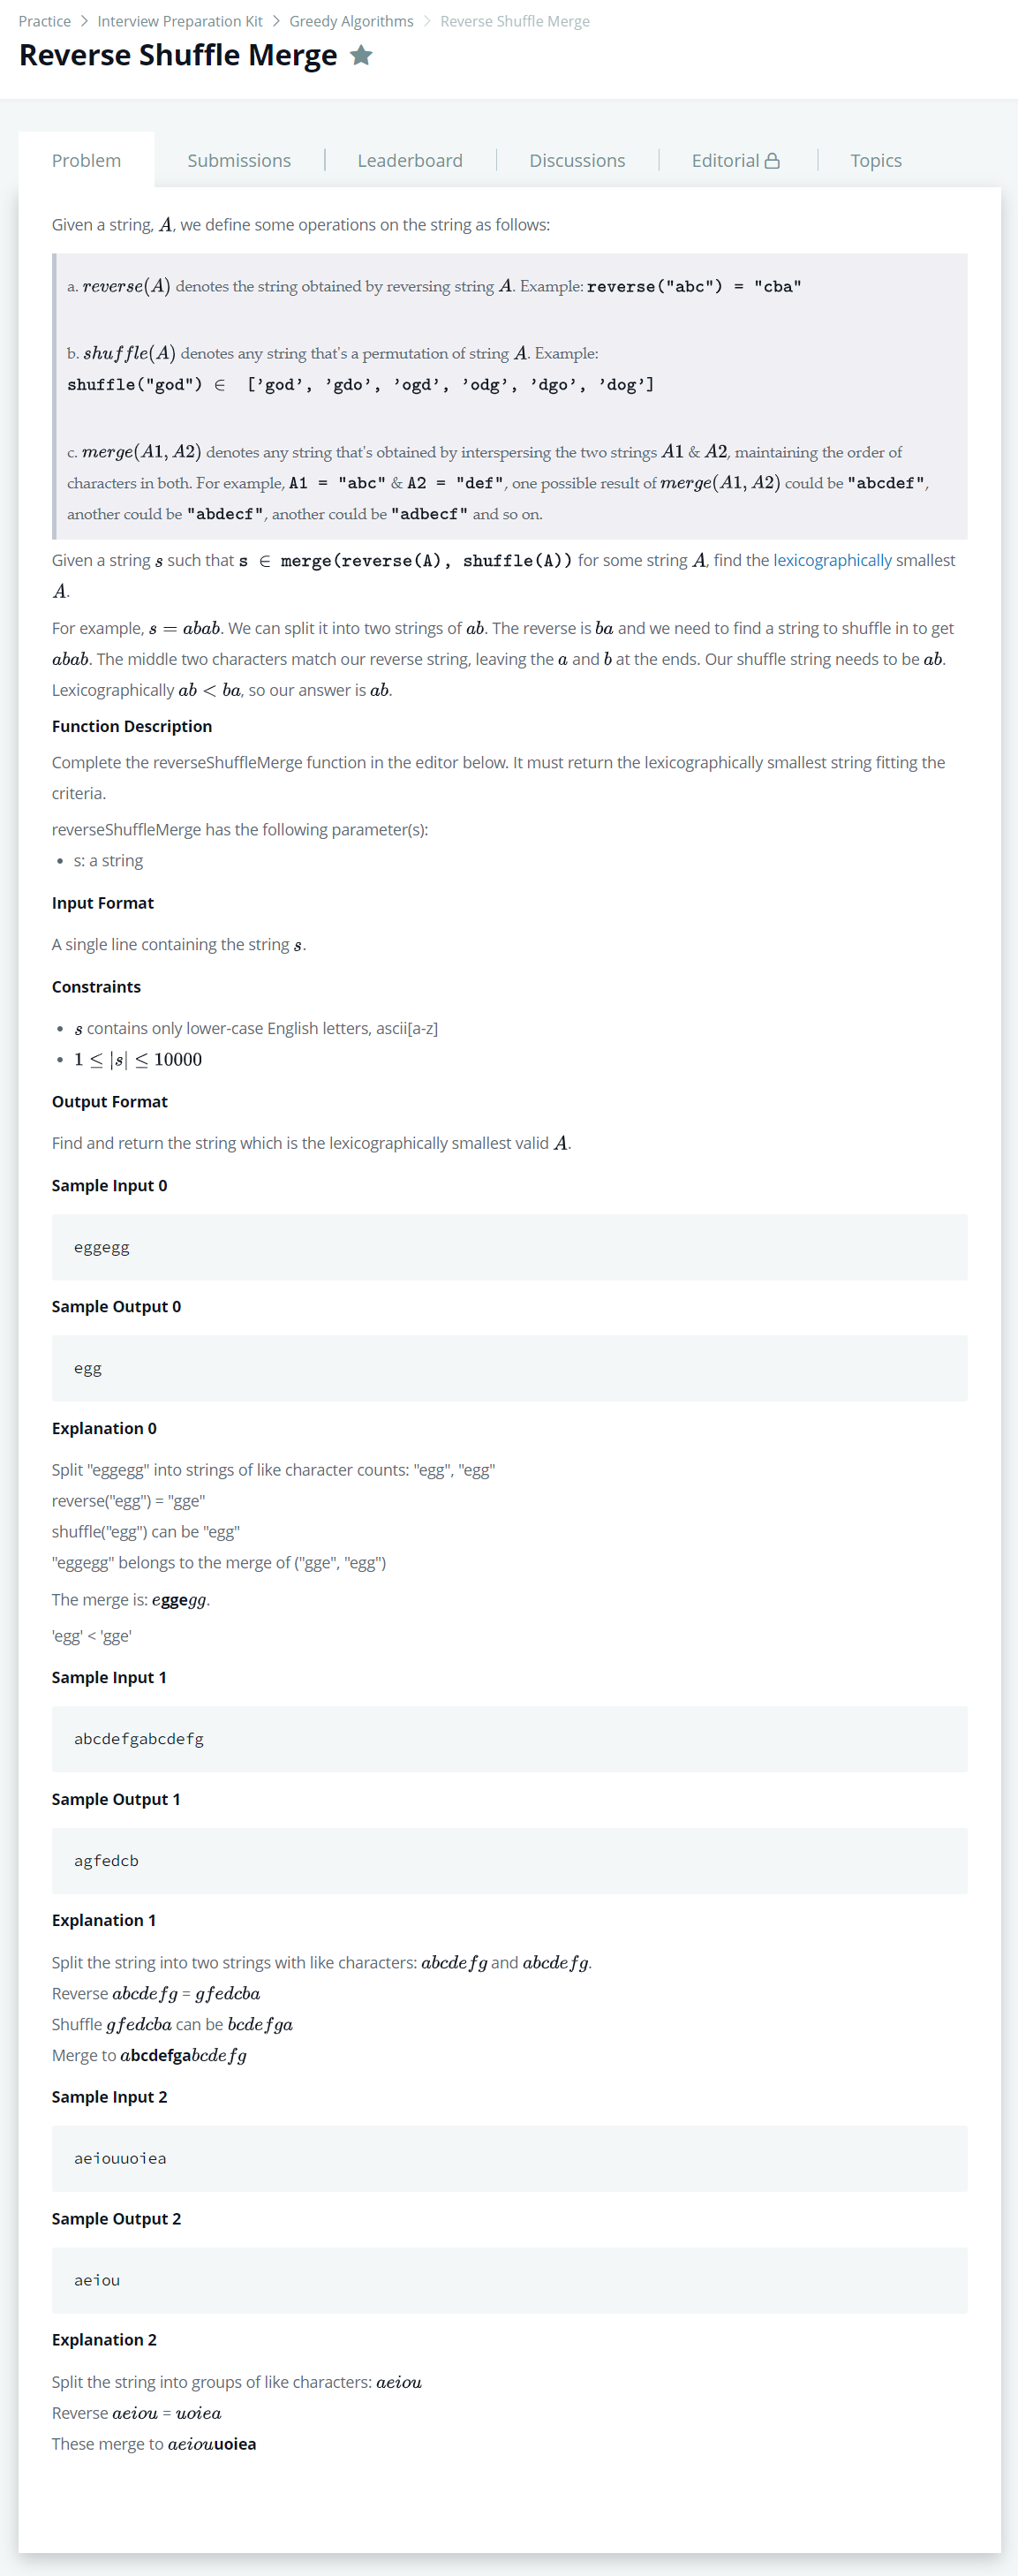 Practice > Interview Preparation Kit > Greedy Algorithms > Reverse Shuffle Merge
Reverse Shuffle Merge
Problem Submissions Leaderboard Discussions Editorial Topics
Given a string, A, we define some operations on the string as follows:
a. reverse(A) denotes the string obtained by reversing string A. Example: reverse("abc") = "cba"
b. shuffle(A) denotes any string that's a permutation of string A. Example:
shuffle("god") ∈ ['god', 'gdo', 'ogd', 'odg', 'dgo', 'dog']
c. merge(A1, A2) denotes any string that's obtained by interspersing the two strings A1 & A2, maintaining the order of
characters in both. For example, A1 = "abc" & A2 = "def", one possible result of merge(A1, A2) could be "abcdef",
another could be "abdecf", another could be "adbecf" and so on.
Given a string s such that s ∈ merge(reverse(A), shuffle(A)) for some string A, find the lexicographically smallest
A.
For example, s = abab. We can split it into two strings of ab. The reverse is ba and we need to find a string to shuffle in to get
abab. The middle two characters match our reverse string, leaving the a and b at the ends. Our shuffle string needs to be ab.
Lexicographically ab < ba, so our answer is ab.
Function Description
Complete the reverseShuffleMerge function in the editor below. It must return the lexicographically smallest string fitting the
criteria.
reverseShuffleMerge has the following parameter(s):
• s: a string
Input Format
A single line containing the string s.
Constraints
• s contains only lower-case English letters, ascii[a-z]
• 1 ≤ |s| ≤ 10000
Output Format
Find and return the string which is the lexicographically smallest valid A.
Sample Input 0
eggegg
Sample Output 0
egg
Explanation 0
Split "eggegg" into strings of like character counts: "egg", "egg"
reverse("egg") = "gge"
shuffle("egg") can be "egg"
"eggegg" belongs to the merge of ("gge", "egg")
The merge is: eggegg.
'egg' < 'gge'
Sample Input 1
abcdefgabcdefg
Sample Output 1
agfedcb
Explanation 1
Split the string into two strings with like characters: abcdefg and abcdefg.
Reverse abcdefg = gfedcba
Shuffle gfedcba can be bcdefga
Merge to abcdefgabcdefg
Sample Input 2
aeiouuoiea
Sample Output 2
aeiou
Explanation 2
Split the string into groups of like characters: aeiou
Reverse aeiou = uoiea
These merge to aeiouuoiea